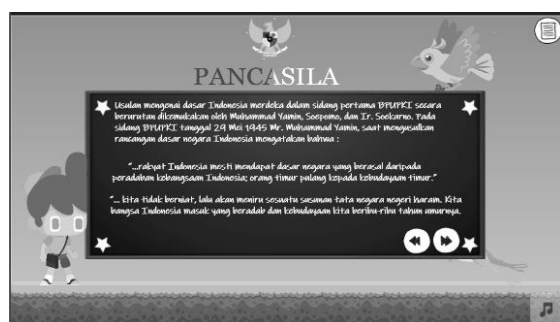 PANCASILA
Usulan mengenai dasar Indonesia merdeka dalam sidang pertama BPUPKI secara
berurutan dikemukakan oleh Muhammad Yamin, Soepomo, dan Ir. Soekarno. Pada
sidang BPUPKI tanggal 29 Mei 1945 Mr. Muhammad Yamin, saat mengusulkan
rancangan dasar negara Indonesia mengatakan bahwa :
"...rakyat Indonesia mesti mendapat dasar negara yang berasal daripada
peradaban kebangsaan Indonesia; orang timur pulang kepada kebudayaan timur."
"... kita tidak berniat, lalu akan meniru sesuatu susunan tata negara negeri haram. Kita
bangsa Indonesia masuk yang beradab dan kebudayaan kita beribu-ribu tahun umurnya.